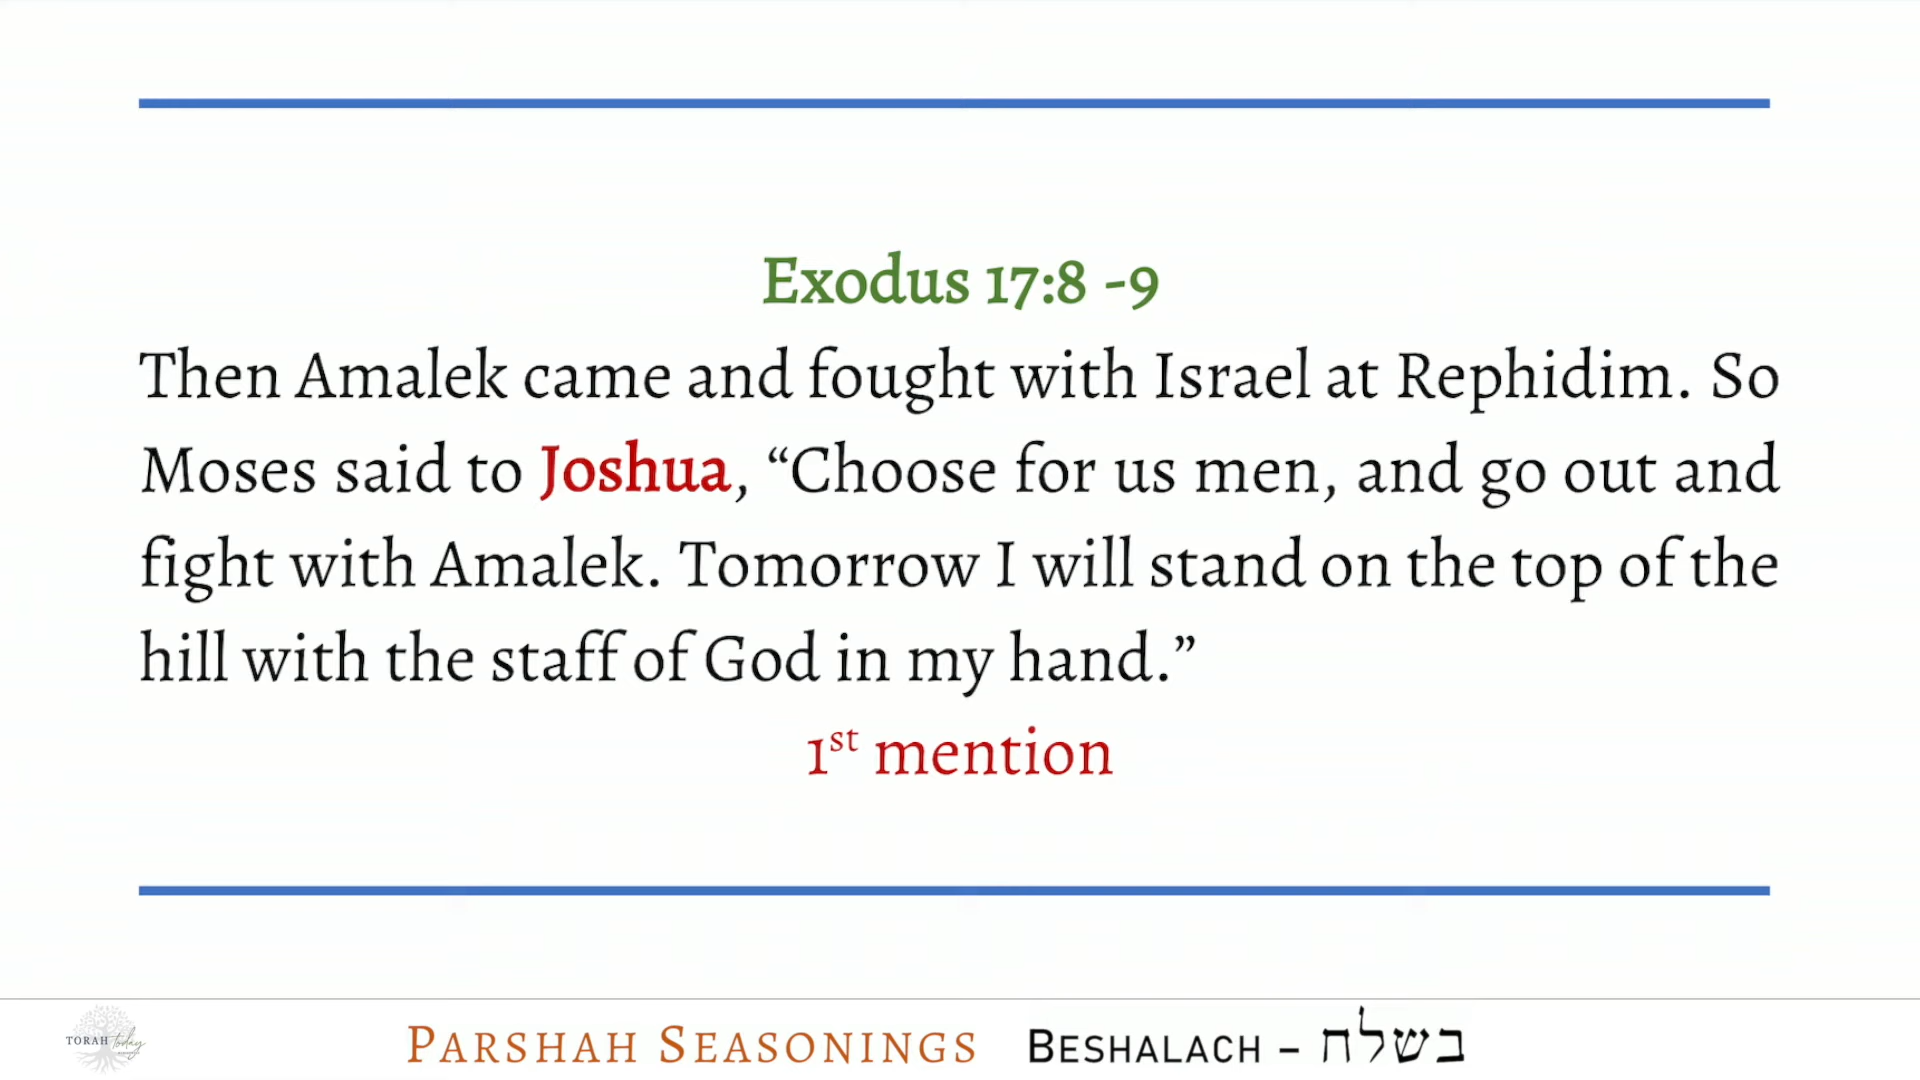 Exodus 17:8 -9
Then Amalek came and fought with Israel at Rephidim. So
Moses said to Joshua, “Choose for us men, and go out and
fight with Amalek. Tomorrow I will stand on the top of the
hill with the staff of God in my hand.”
1st mention
TORAH today
PARSHAH SEASONINGS BESHALACH – בשלח